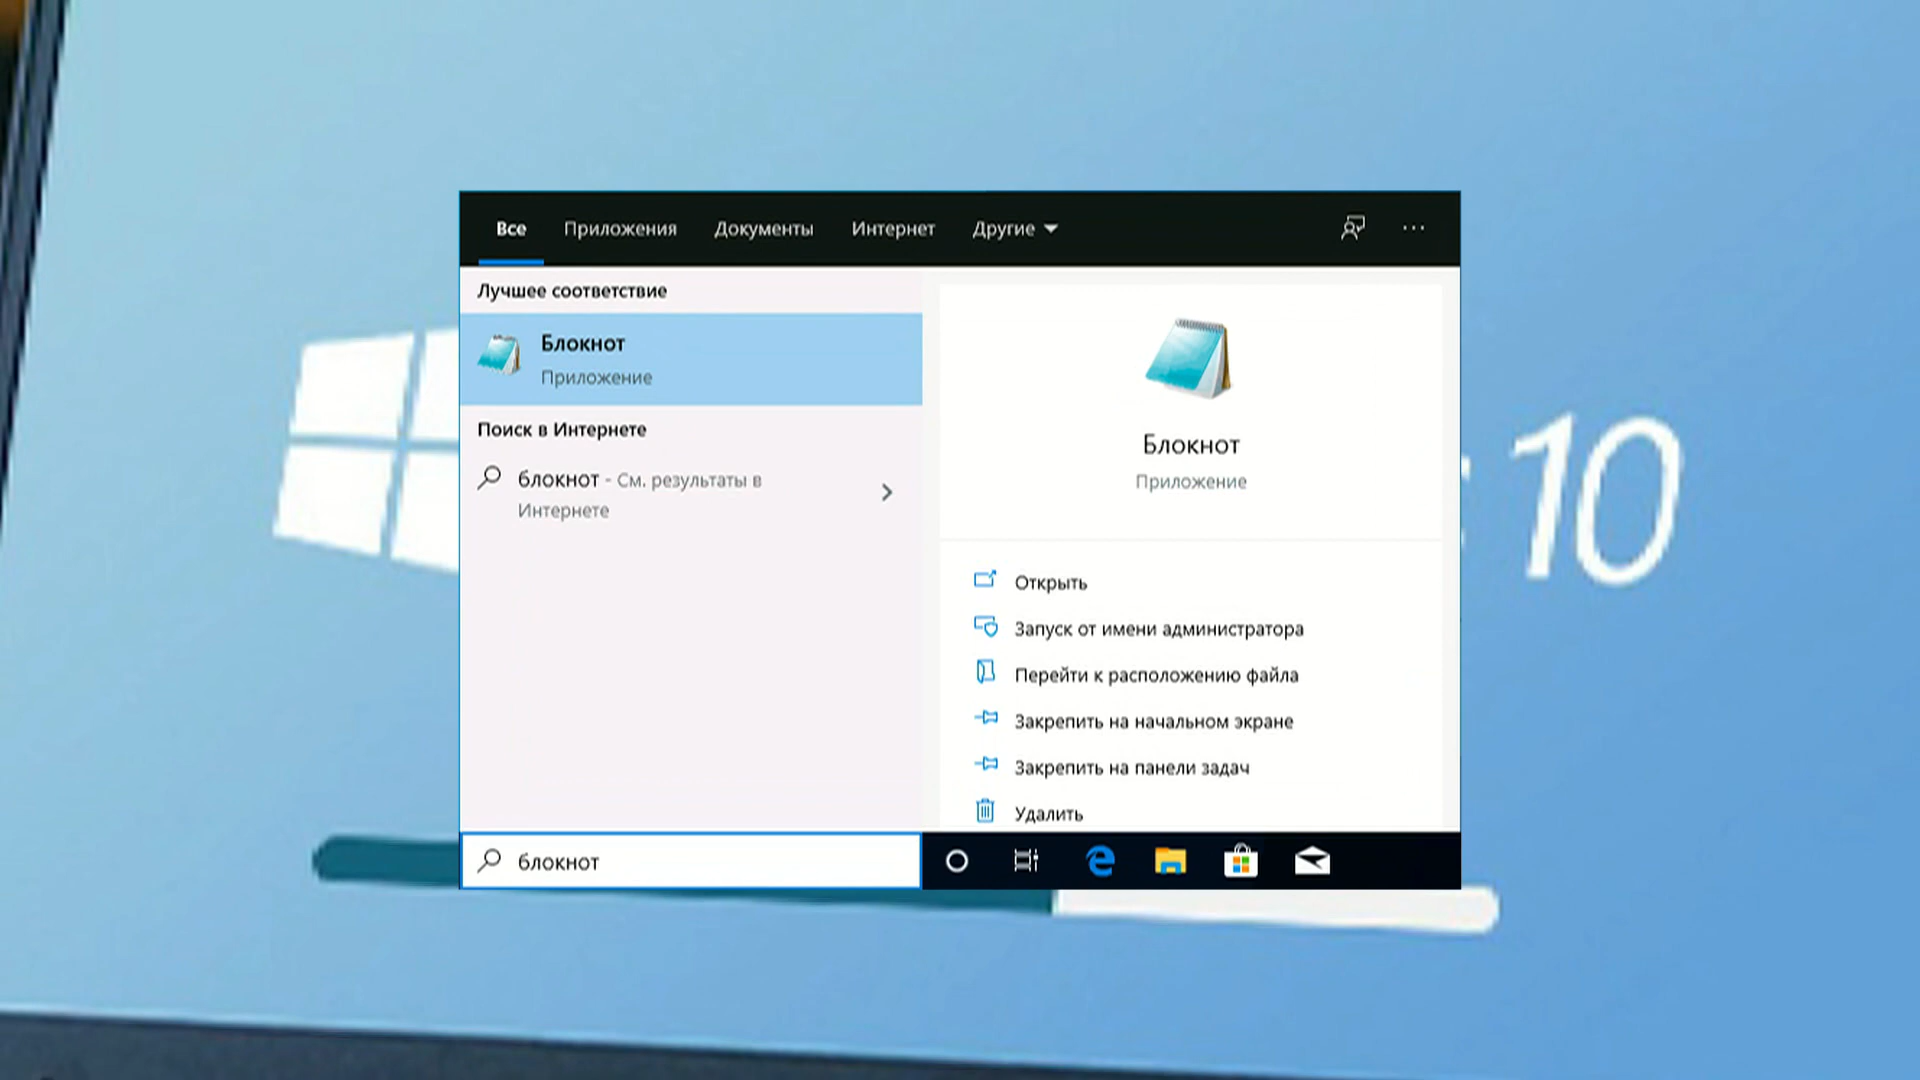 Все Приложения Документы Интернет Другие
Лучшее соответствие
Блокнот
Приложение
Поиск в Интернете
блокнот - См. результаты в
Интернете
блокнот
Блокнот
Приложение
Открыть
Запуск от имени администратора
Перейти к расположению файла
Закрепить на начальном экране
Закрепить на панели задач
Удалить
10